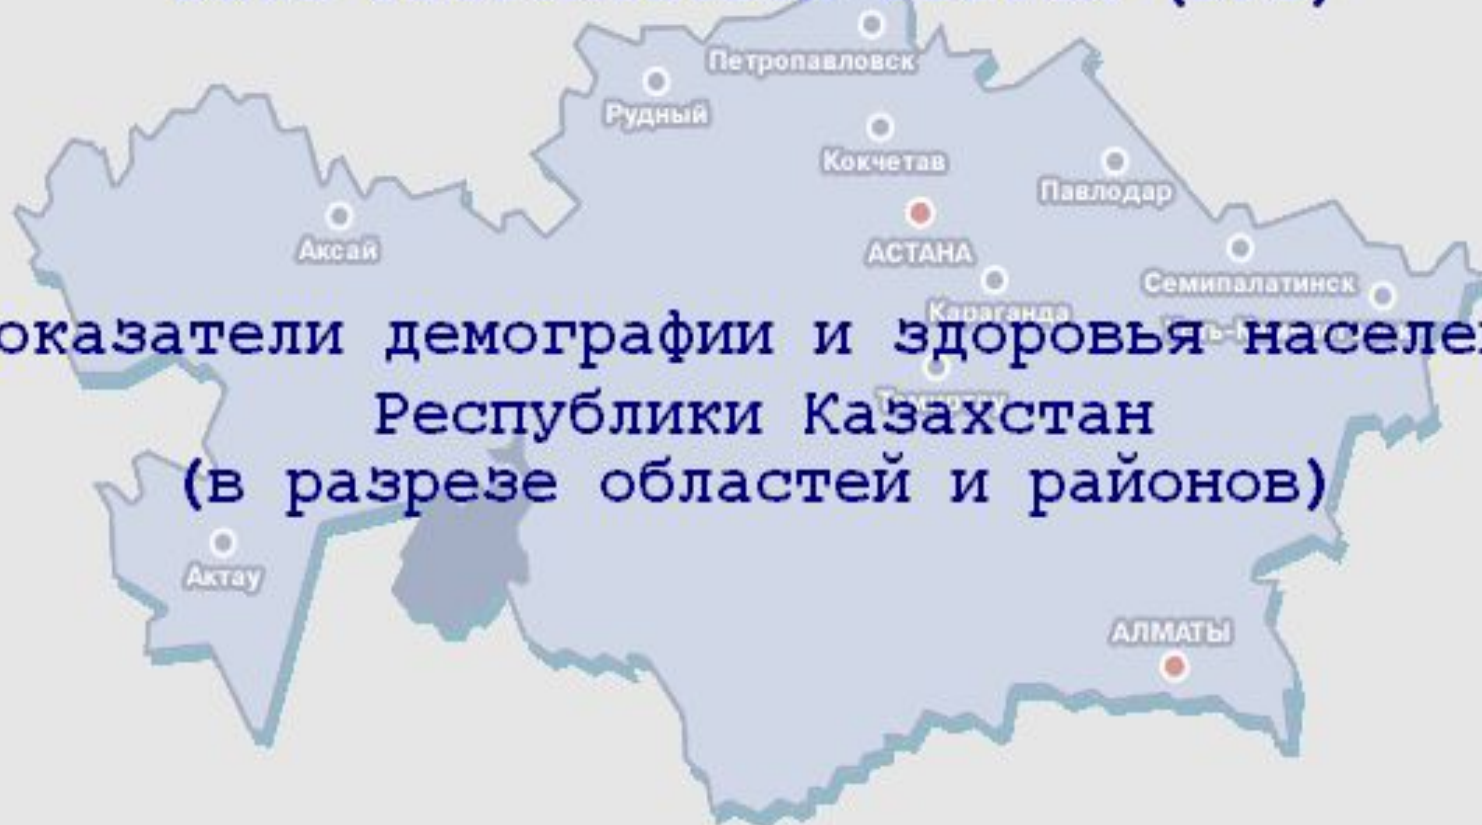 Петропавловск
Рудный
Кокчетав
Павлодар
Аксай
АСТАНА
Семипалатинск
Караганда
оказатели демографии и здоровья населе
Темиртау
Республики Казахстан
(в разрезе областей и районов)
Актау
АЛМАТЫ